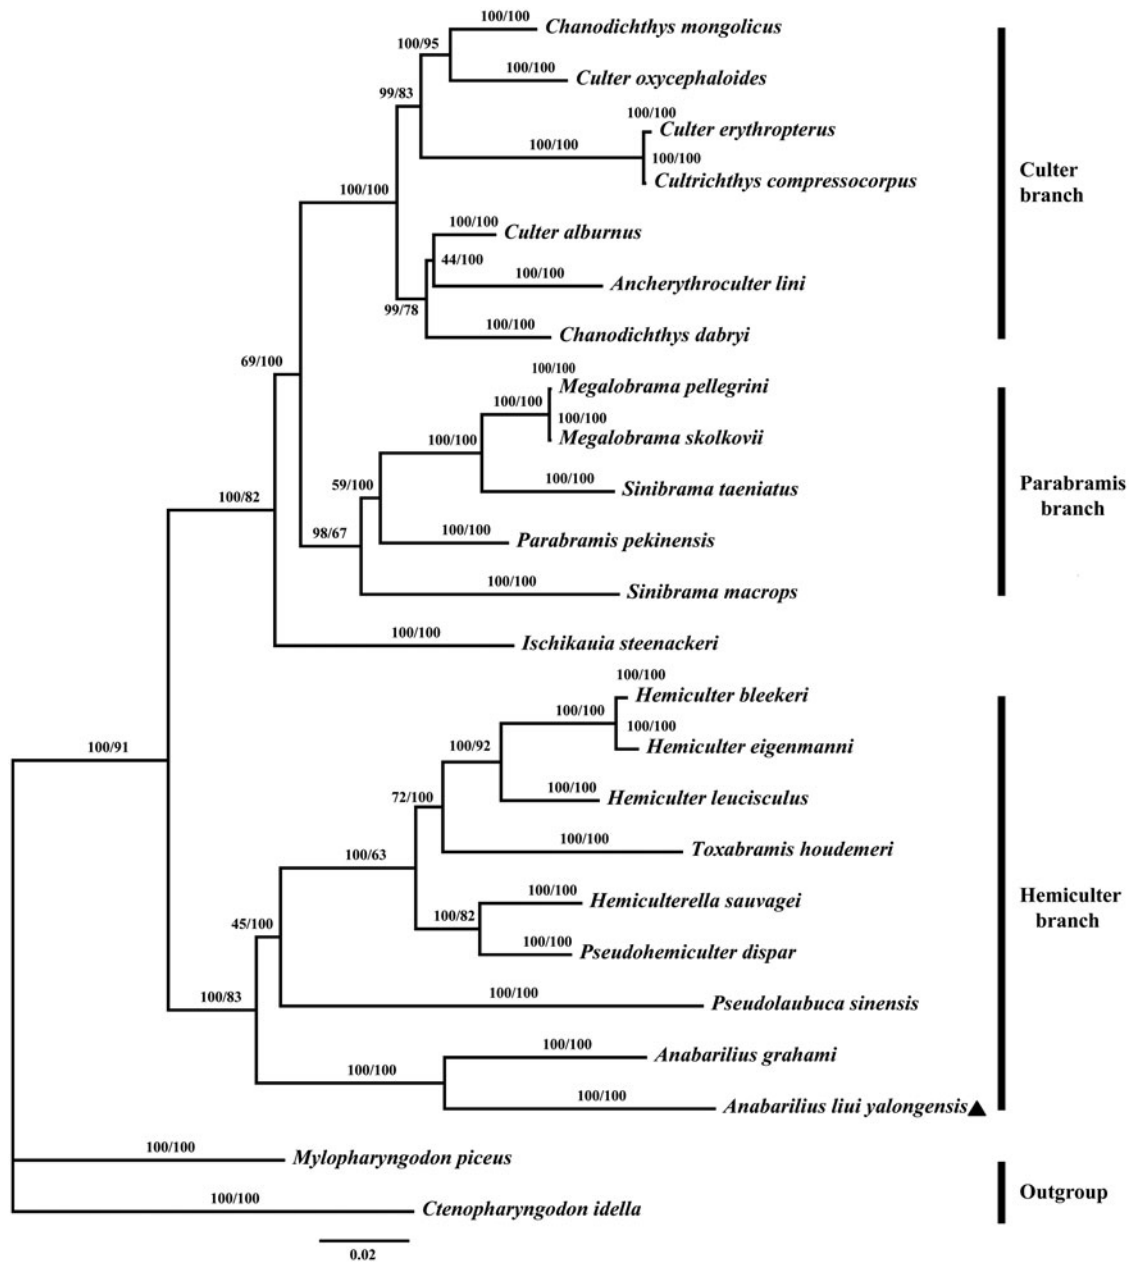 100/100
Chanodichthys mongolicus
100/95
100/100
Culter oxycephaloides
99/83
100/100
Culter erythropterus
100/100
100/100
Cultrichthys compressocorpus
Culter
branch
100/100
100/100
Culter alburnus
44/100
100/100
Ancherythroculter lini
99/78
100/100
Chanodichthys dabryi
69/100
100/100
Megalobrama pellegrini
100/100
100/100
Megalobrama skolkovii
100/100
59/100
100/100
Sinibrama taeniatus
Parabramis
branch
100/82
98/67
100/100
Parabramis pekinensis
100/100
Sinibrama macrops
100/100
Ischikauia steenackeri
100/100
Hemiculter bleekeri
100/100
100/100
Hemiculter eigenmanni
100/91
100/92
100/100
Hemiculter leucisculus
72/100
100/100
Toxabramis houdemeri
100/63
100/100
Hemiculterella sauvagei
Hemiculter
branch
45/100
100/82
100/100
Pseudohemiculter dispar
100/83
100/100
Pseudolaubuca sinensis
100/100
Anabarilius grahami
100/100
100/100
Anabarilius liui yalongensis▲
100/100
Mylopharyngodon piceus
Outgroup
100/100
Ctenopharyngodon idella
0.02